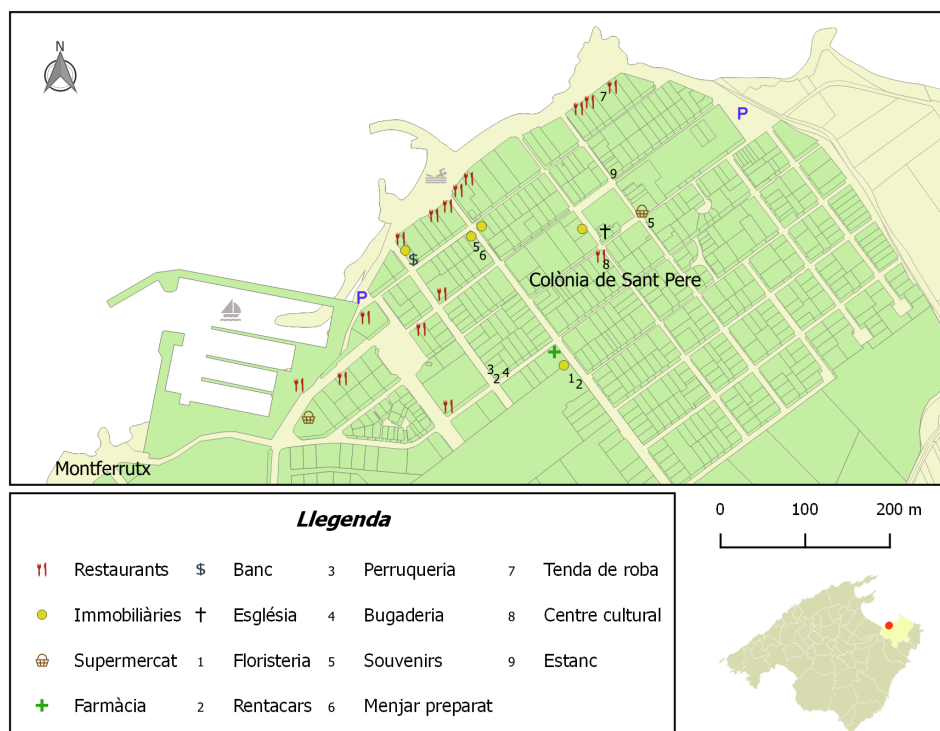 N
7
P
9
5
5
6
$
8
Colònia de Sant Pere
P
3
4
2
1
2
Montferrutx
Llegenda
Restaurants $ Banc 3 Perruqueria 7 Tenda de roba
Immobiliàries 4 Bugaderia 8 Centre cultural
Església
Supermercat 1 Floristeria 5 Souvenirs 9 Estanc
Farmàcia 2 Rentacars 6 Menjar preparat
0 100 200 m